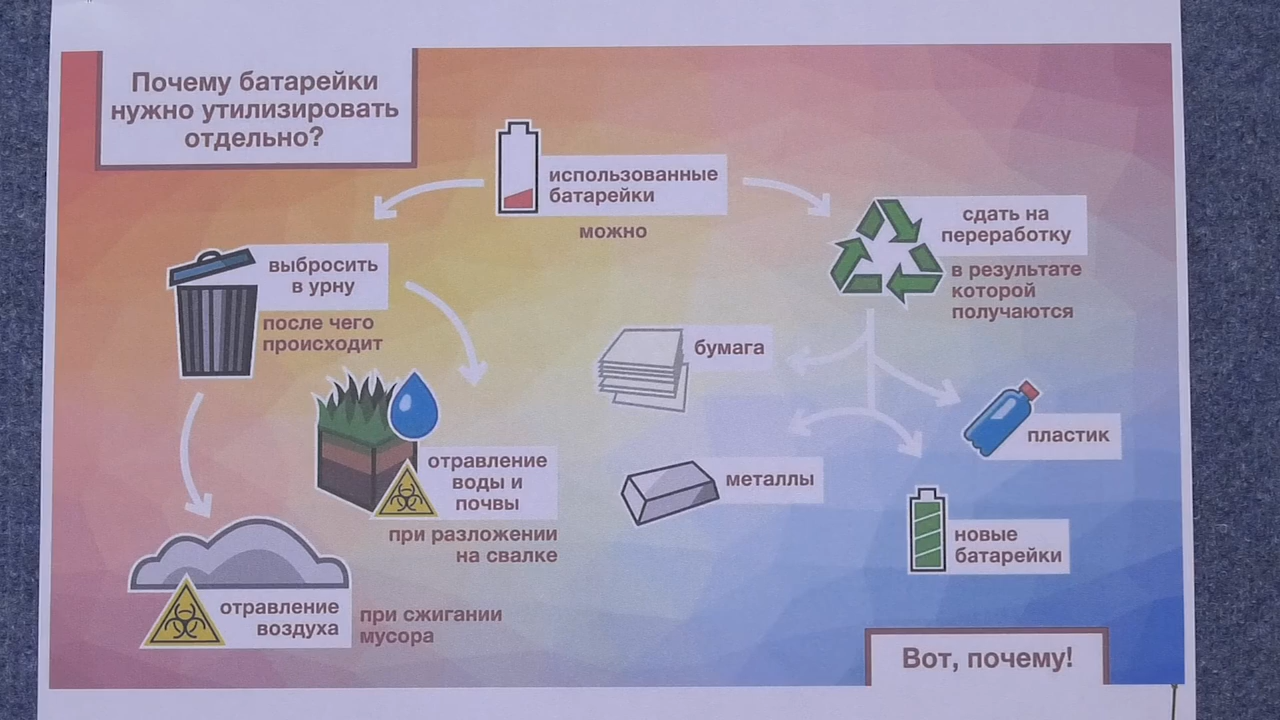 Почему батарейки
нужно утилизировать
отдельно?
использованные
батарейки
можно
выбросить
в урну
после чего
происходит
отравление
воды и
почвы
при разложении
на свалке
отравление
воздуха
при сжигании
мусора
сдать на
переработку
в результате
которой
получаются
бумага
пластик
металлы
новые
батарейки
Вот, почему!